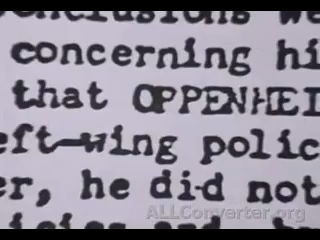 concerning hi
that OPPENHEI
eft-wing polic
er, he did not
ALLConverter.org